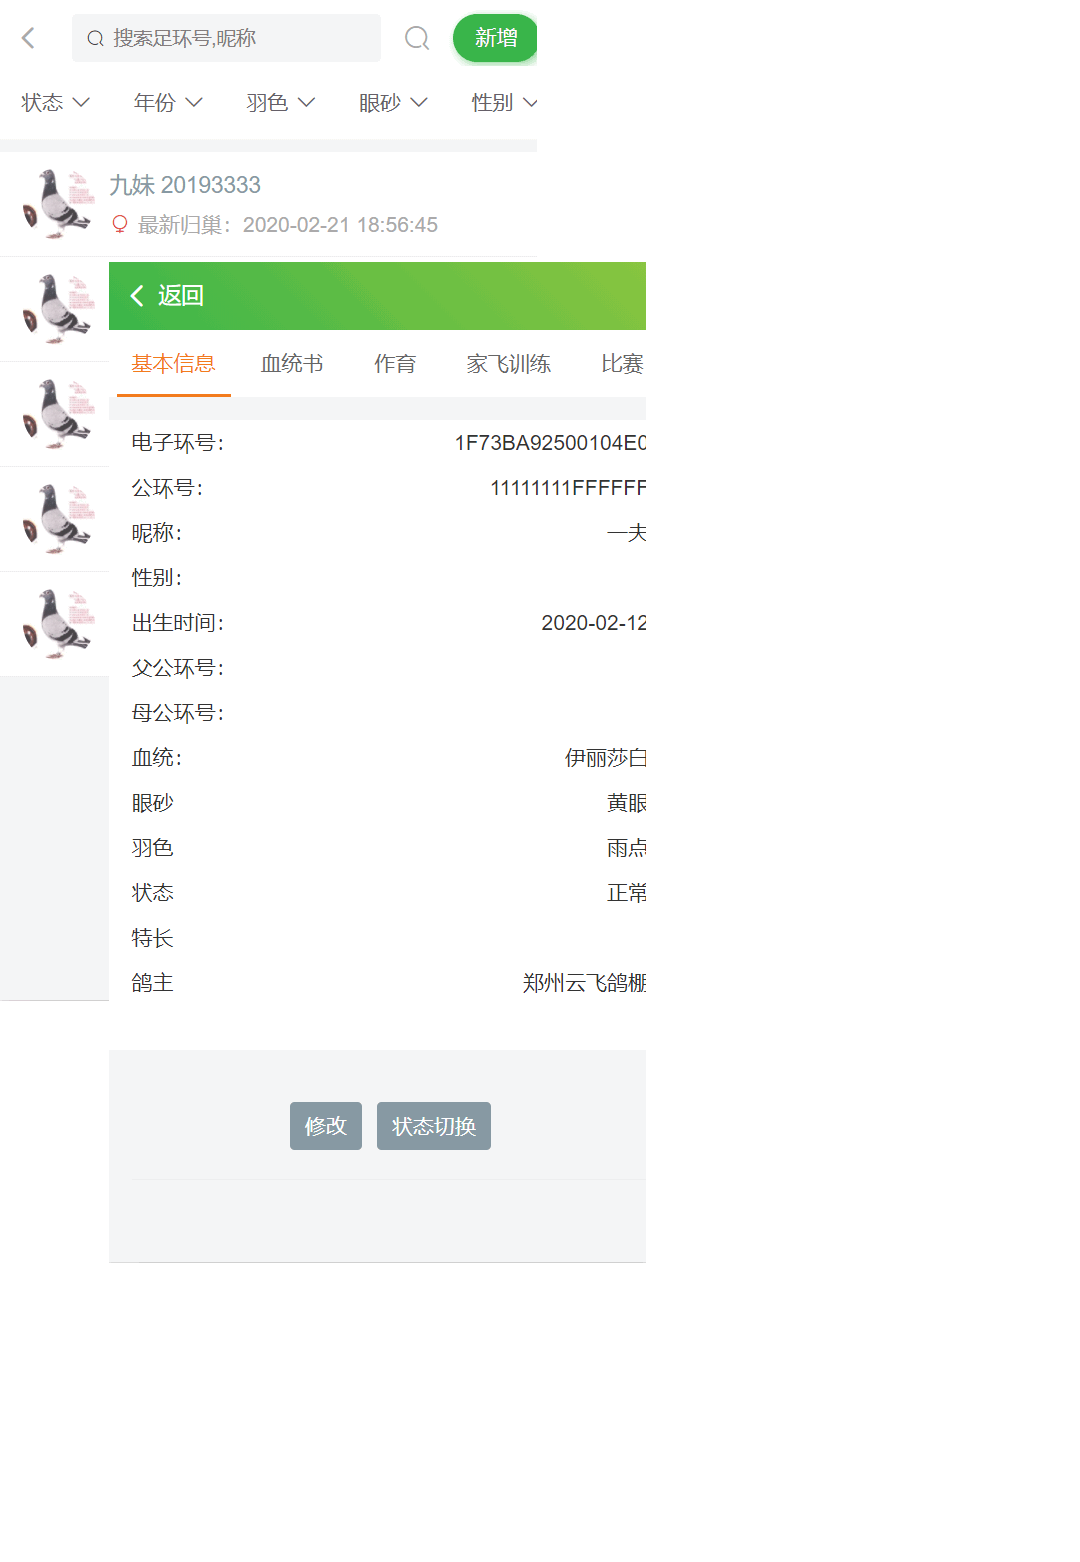 搜索足环号,昵称
新增
状态 年份 羽色 眼砂 性别
九妹 20193333
最新归巢：2020-02-21 18:56:45
返回
基本信息 血统书 作育 家飞训练 比赛
电子环号： 1F73BA92500104E0
公环号： 11111111FFFFFF
昵称： 一夫
性别：
出生时间： 2020-02-12
父公环号：
母公环号：
血统： 伊丽莎白
眼砂 黄眼
羽色 雨点
状态 正常
特长
鸽主 郑州云飞鸽棚
修改 状态切换